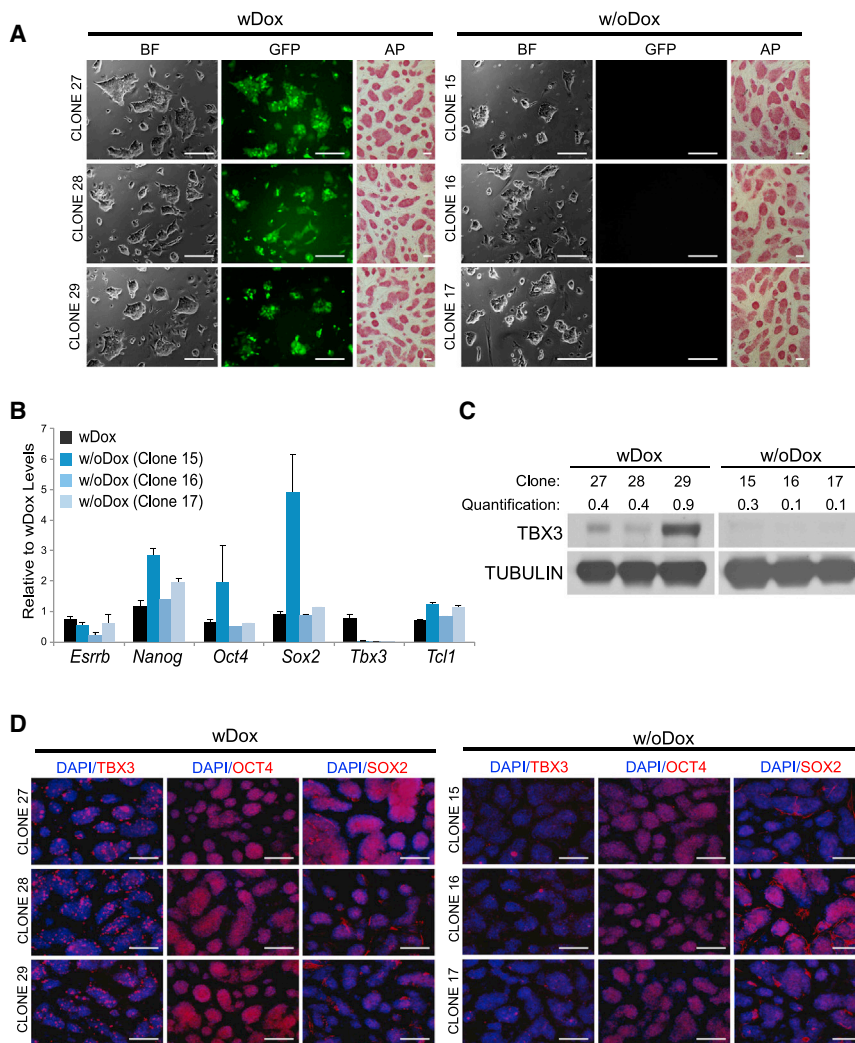 A
wDox
w/oDox
BF GFP AP
BF GFP AP
CLONE 27
CLONE 28
CLONE 29
CLONE 15
CLONE 16
CLONE 17
B
Relative to wDox Levels
7
6
5
4
3
2
1
0
wDox
w/oDox (Clone 15)
w/oDox (Clone 16)
w/oDox (Clone 17)
Esrrb Nanog Oct4 Sox2 Tbx3 Tcl1
C
wDox w/oDox
Clone: 27 28 29 15 16 17
Quantification: 0.4 0.4 0.9 0.3 0.1 0.1
TBX3
TUBULIN
D
wDox
w/oDox
DAPI/TBX3 DAPI/OCT4 DAPI/SOX2
DAPI/TBX3 DAPI/OCT4 DAPI/SOX2
CLONE 27
CLONE 28
CLONE 29
CLONE 15
CLONE 16
CLONE 17